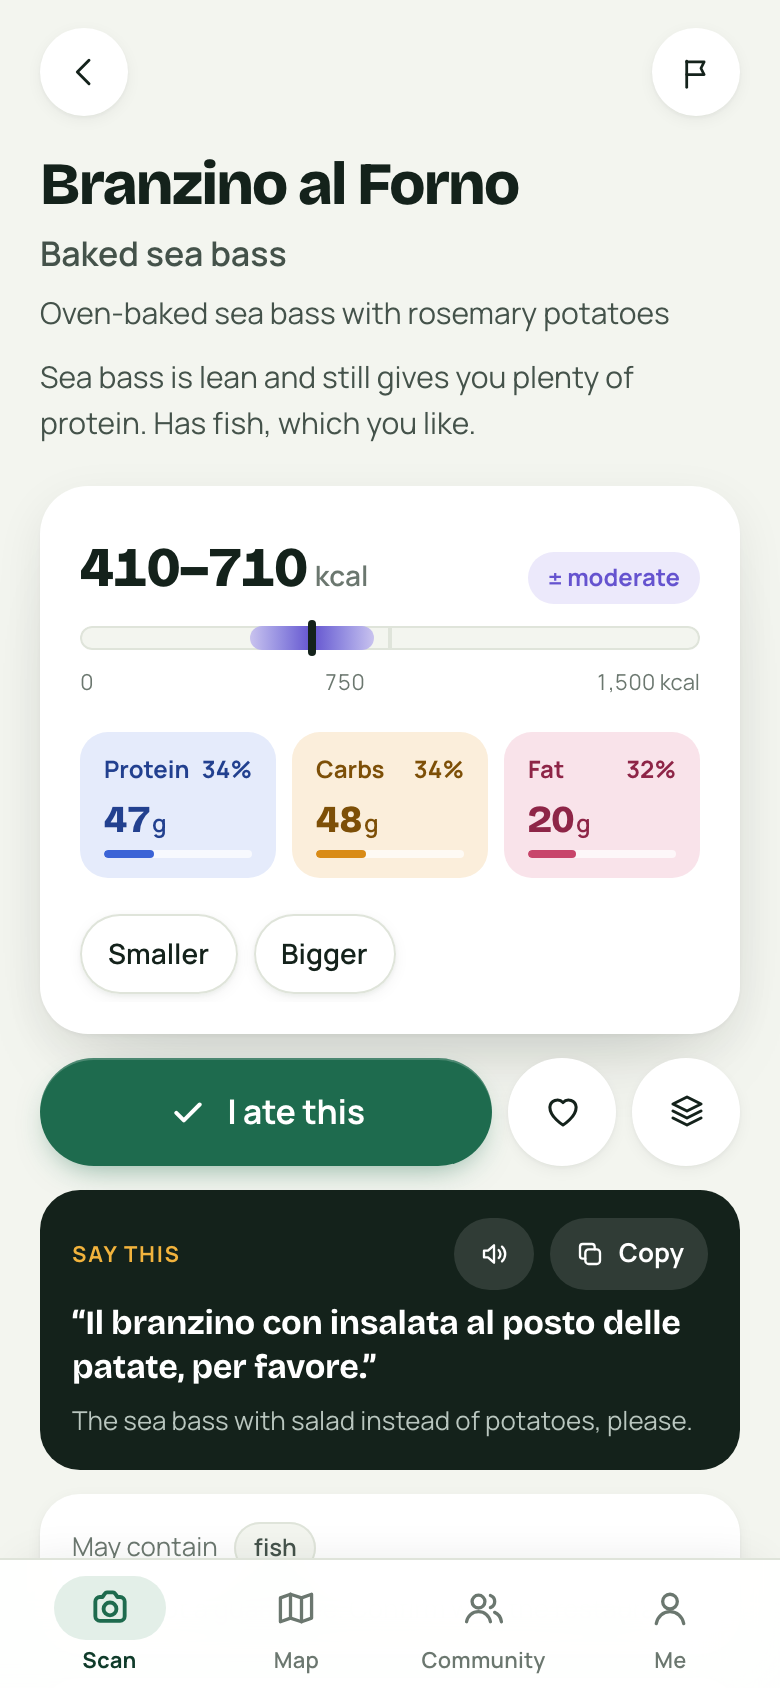 Branzino al Forno
Baked sea bass
Oven-baked sea bass with rosemary potatoes
Sea bass is lean and still gives you plenty of
protein. Has fish, which you like.
410–710 kcal
± moderate
0 750 1,500 kcal
Protein 34%
47g
Carbs 34%
48g
Fat 32%
20g
Smaller
Bigger
I ate this
SAY THIS
Copy
“Il branzino con insalata al posto delle
patate, per favore.”
The sea bass with salad instead of potatoes, please.
May contain fish
Scan
Map
Community
Me